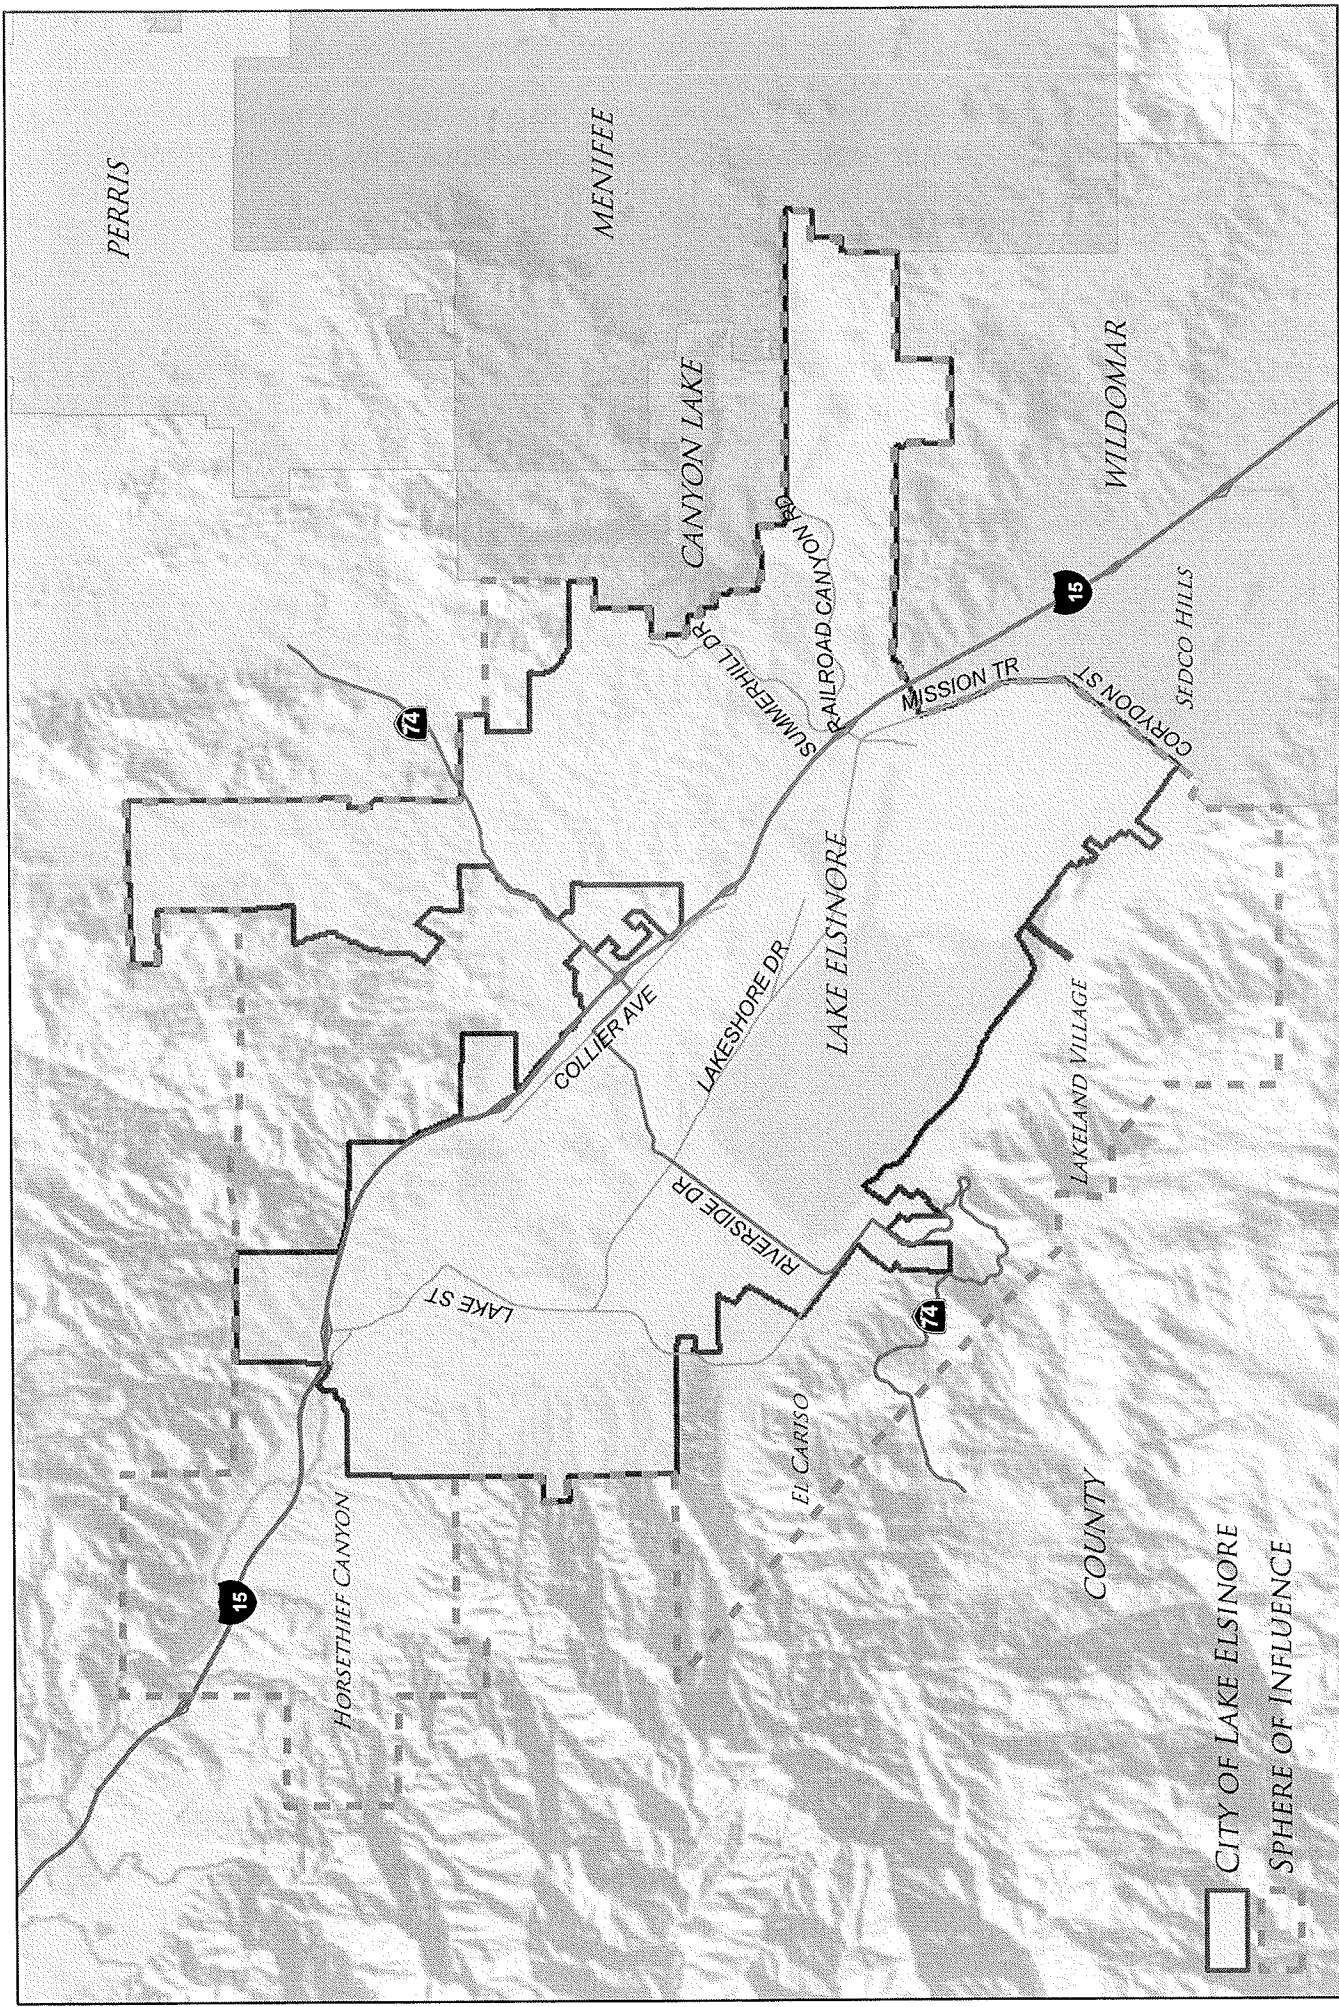 PERRIS
MENIFEE
74
CANYON LAKE
15
HORSETHIEF CANYON
COLLIER AVE
SUMMERHILL DR
RAILROAD CANYON RD
LAKE ST
LAKESHORE DR
RIVERSIDE DR
LAKE ELSINORE
MISSION TR
WILDOMAR
15
CORYDON ST
SEDCO HILLS
EL CARISO
74
LAKELAND VILLAGE
COUNTY
CITY OF LAKE ELSINORE
SPHERE OF INFLUENCE